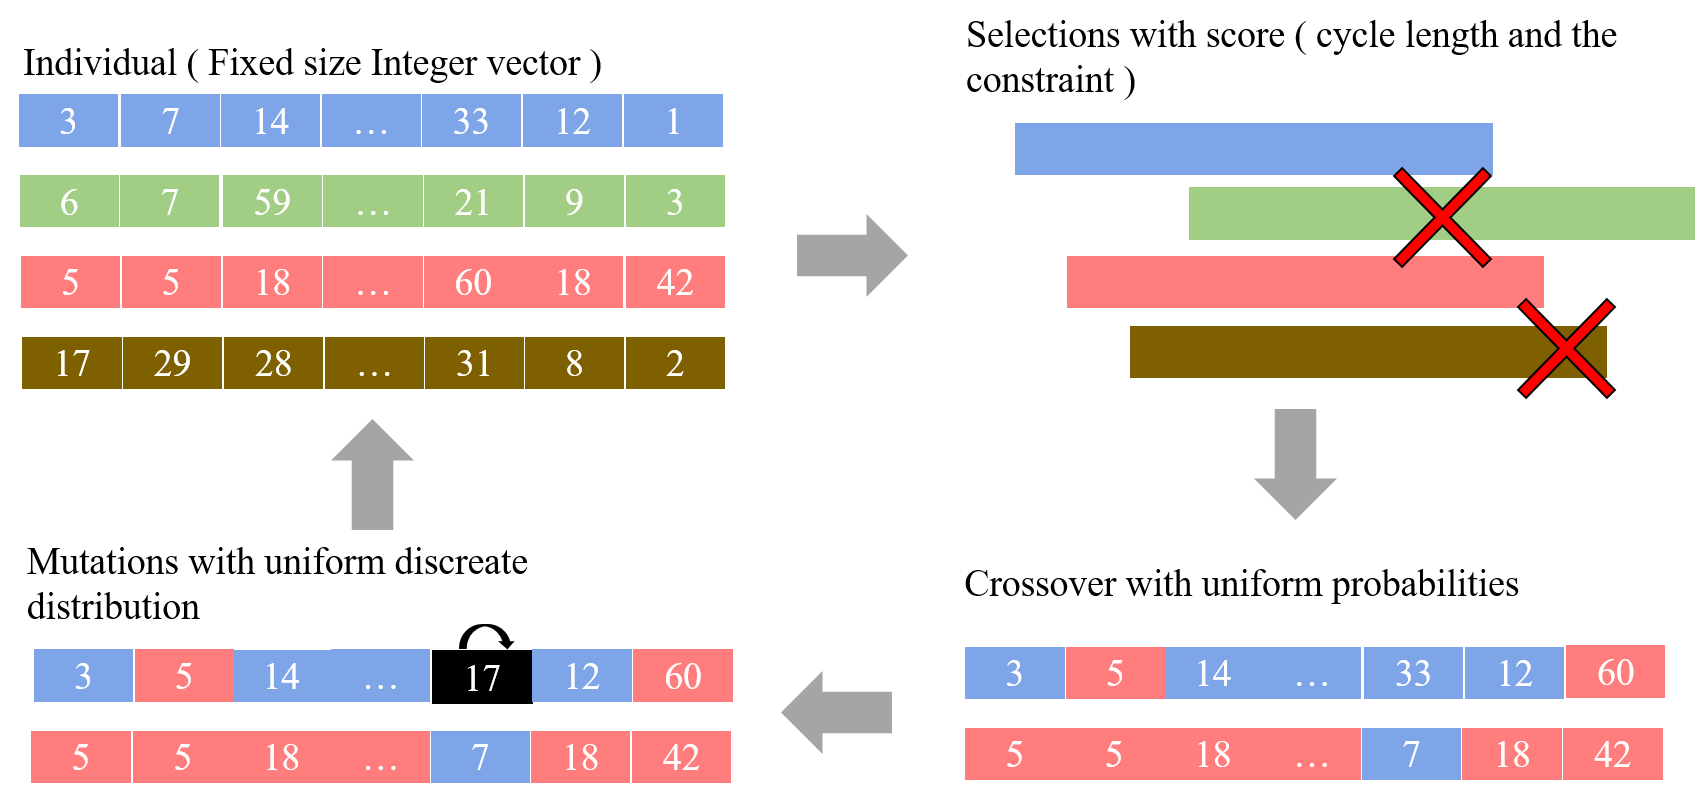 Individual ( Fixed size Integer vector )
3 7 14 … 33 12 1
6 7 59 … 21 9 3
5 5 18 … 60 18 42
17 29 28 … 31 8 2
Selections with score ( cycle length and the
constraint )
Mutations with uniform discreate
distribution
3 5 14 … 17 12 60
5 5 18 … 7 18 42
Crossover with uniform probabilities
3 5 14 … 33 12 60
5 5 18 … 7 18 42